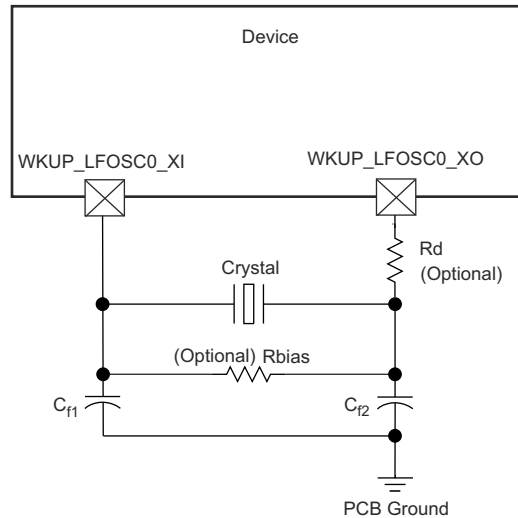 Device
WKUP_LFOSC0_XI
WKUP_LFOSC0_XO
Rd
(Optional)
Crystal
(Optional) Rbias
Cf1
Cf2
PCB Ground